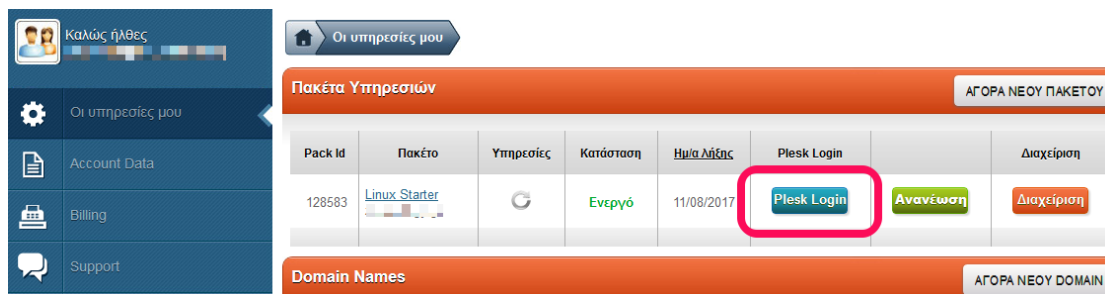 Καλώς ήλθες
Οι υπηρεσίες μου
Account Data
Billing
Support
Οι υπηρεσίες μου
Πακέτα Υπηρεσιών
ΑΓΟΡΑ ΝΕΟΥ ΠΑΚΕΤΟΥ
Pack Id Πακέτο Υπηρεσίες Κατάσταση Ημ/α Λήξης Plesk Login Διαχείριση
128583 Linux Starter Ενεργό 11/08/2017 Plesk Login Ανανέωση Διαχείριση
Domain Names
ΑΓΟΡΑ ΝΕΟΥ DOMAIN